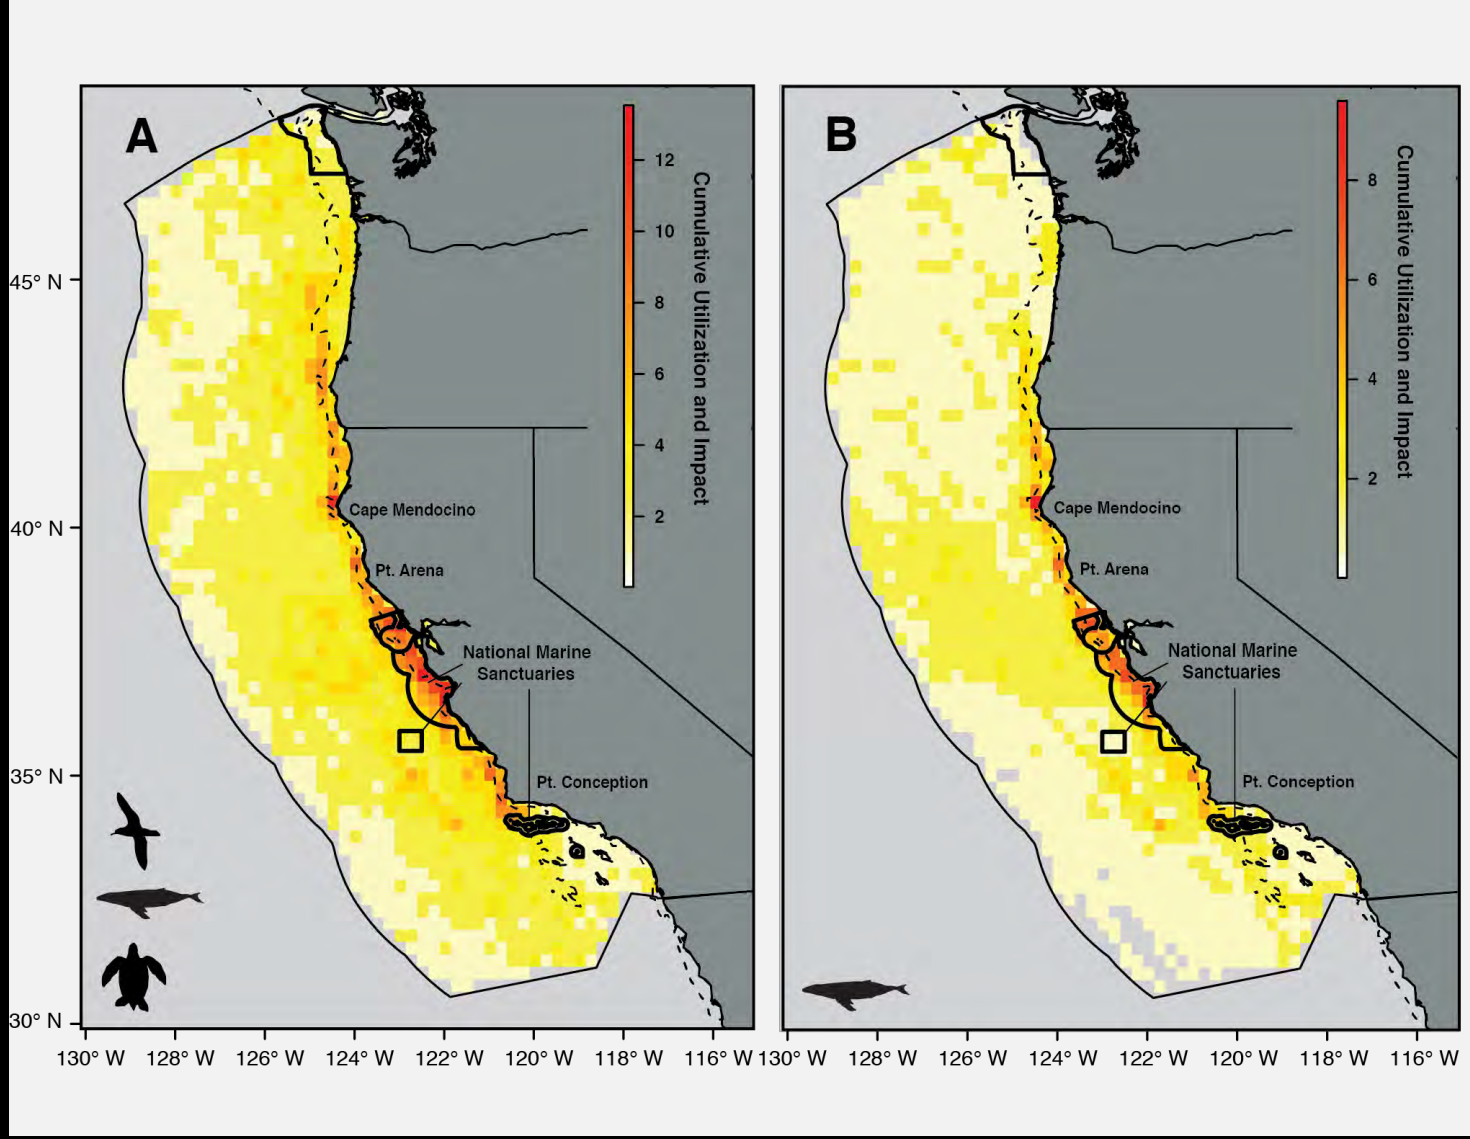 A
12
10
8
6
4
2
Cumulative Utilization and Impact
45° N
40° N
35° N
30° N
Cape Mendocino
Pt. Arena
National Marine
Sanctuaries
Pt. Conception
130° W 128° W 126° W 124° W 122° W 120° W 118° W 116° W
B
8
6
4
2
Cumulative Utilization and Impact
Cape Mendocino
Pt. Arena
National Marine
Sanctuaries
Pt. Conception
130° W 128° W 126° W 124° W 122° W 120° W 118° W 116° W